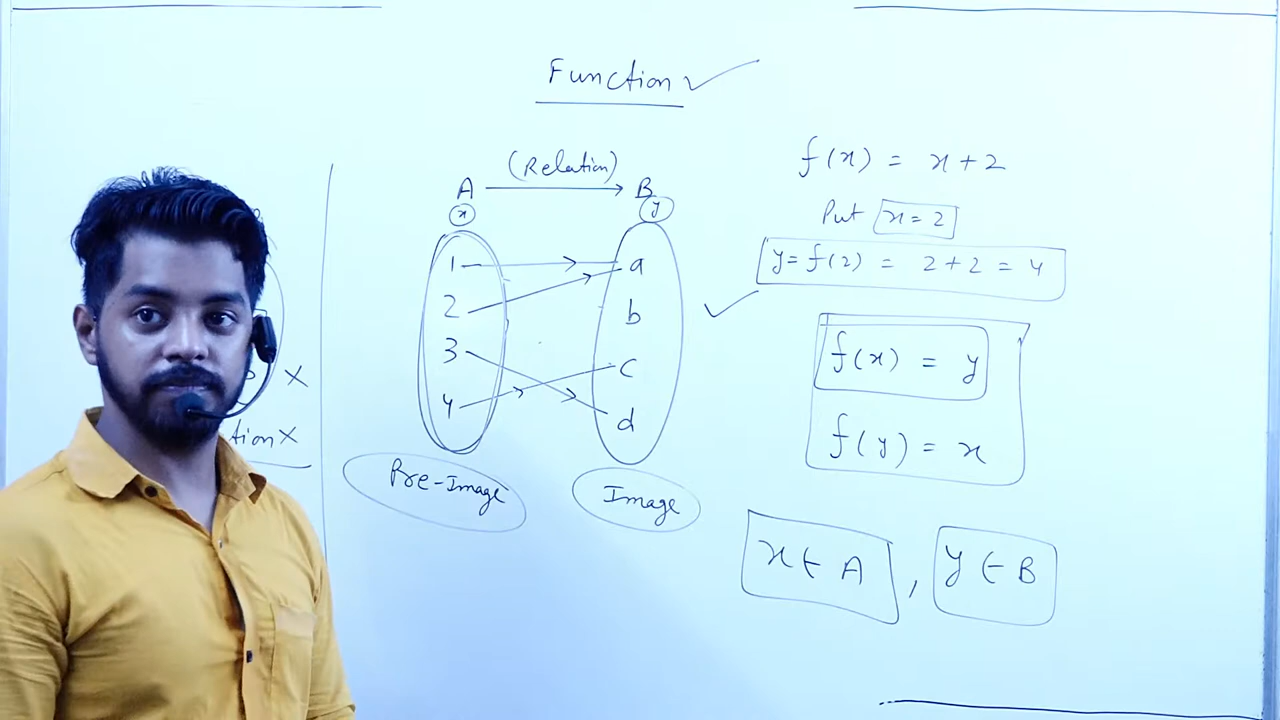 Function ✓
(Relation)
A → B
x y
1 a
2 b
3 c
4 d
Pre-Image
Image
f(x) = x+2
Put x=2
y= f(2) = 2+2 = 4
f(x) = y
f(y) = x
x ∈ A , y ∈ B
X
tion X